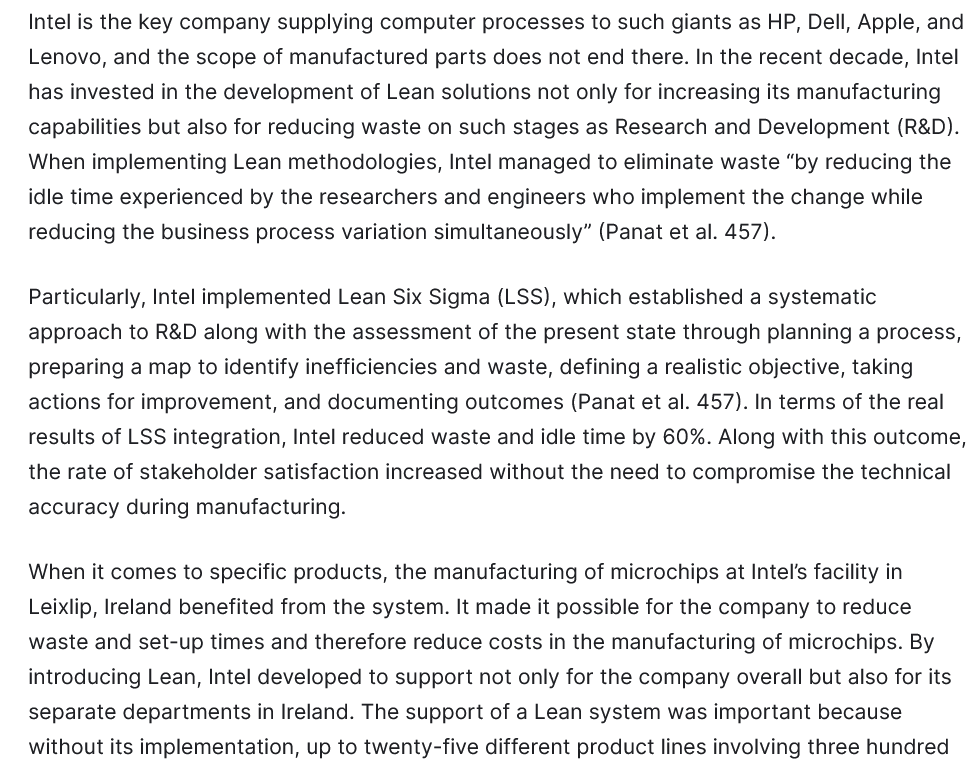 Intel is the key company supplying computer processes to such giants as HP, Dell, Apple, and
Lenovo, and the scope of manufactured parts does not end there. In the recent decade, Intel
has invested in the development of Lean solutions not only for increasing its manufacturing
capabilities but also for reducing waste on such stages as Research and Development (R&D).
When implementing Lean methodologies, Intel managed to eliminate waste “by reducing the
idle time experienced by the researchers and engineers who implement the change while
reducing the business process variation simultaneously” (Panat et al. 457).
Particularly, Intel implemented Lean Six Sigma (LSS), which established a systematic
approach to R&D along with the assessment of the present state through planning a process,
preparing a map to identify inefficiencies and waste, defining a realistic objective, taking
actions for improvement, and documenting outcomes (Panat et al. 457). In terms of the real
results of LSS integration, Intel reduced waste and idle time by 60%. Along with this outcome,
the rate of stakeholder satisfaction increased without the need to compromise the technical
accuracy during manufacturing.
When it comes to specific products, the manufacturing of microchips at Intel’s facility in
Leixlip, Ireland benefited from the system. It made it possible for the company to reduce
waste and set-up times and therefore reduce costs in the manufacturing of microchips. By
introducing Lean, Intel developed to support not only for the company overall but also for its
separate departments in Ireland. The support of a Lean system was important because
without its implementation, up to twenty-five different product lines involving three hundred